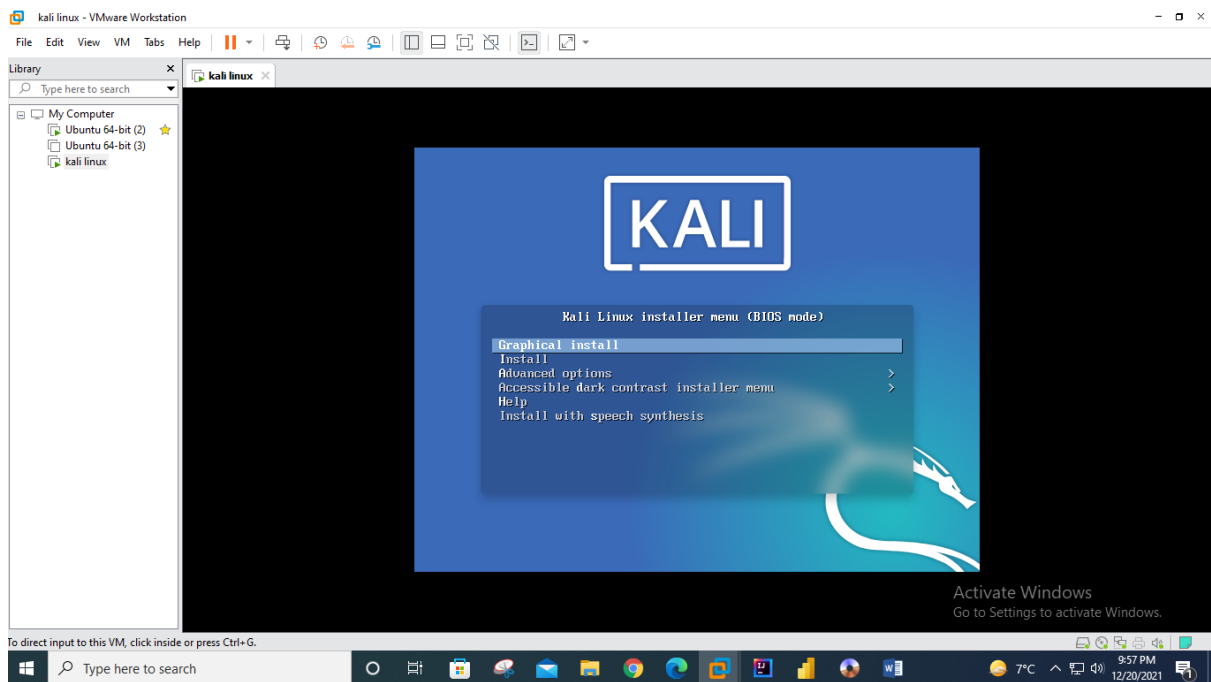 kali linux - VMware Workstation
File Edit View VM Tabs Help
Library
Type here to search
kali linux
My Computer
Ubuntu 64-bit (2)
Ubuntu 64-bit (3)
kali linux
KALI
Kali Linux installer menu (BIOS mode)
Graphical install
Install
Advanced options >
Accessible dark contrast installer menu >
Help
Install with speech synthesis
Activate Windows
Go to Settings to activate Windows.
To direct input to this VM, click inside or press Ctrl+G.
Type here to search
7°C
9:57 PM
12/20/2021
1